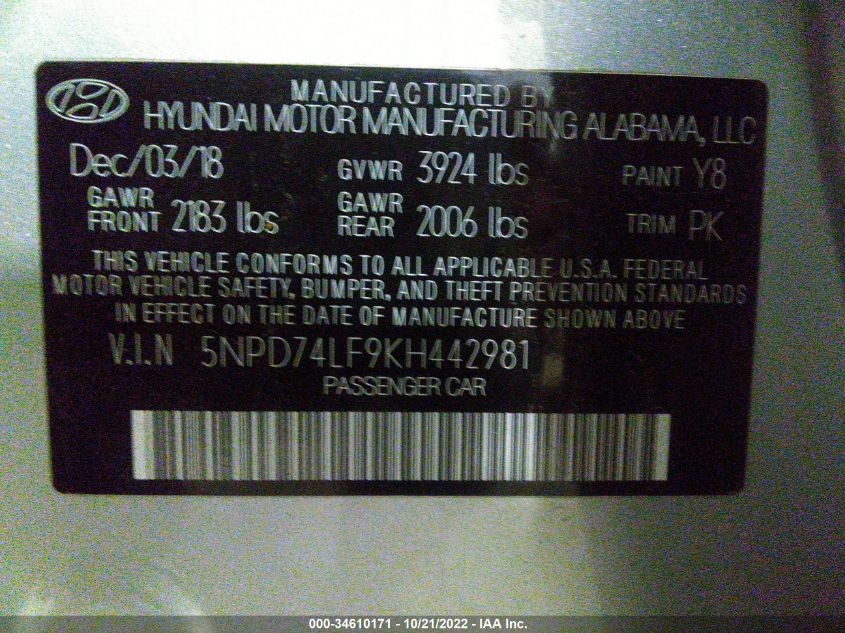 MANUFACTURED BY
HYUNDAI MOTOR MANUFACTURING ALABAMA, LLC
Dec/03/18 GVWR 3924 lbs PAINT Y8
GAWR FRONT 2183 lbs GAWR REAR 2006 lbs TRIM PK
THIS VEHICLE CONFORMS TO ALL APPLICABLE U.S.A. FEDERAL
MOTOR VEHICLE SAFETY, BUMPER, AND THEFT PREVENTION STANDARDS
IN EFFECT ON THE DATE OF MANUFACTURE SHOWN ABOVE
V.I.N 5NPD74LF9KH442981
PASSENGER CAR
000-34610171 - 10/21/2022 - IAA Inc.